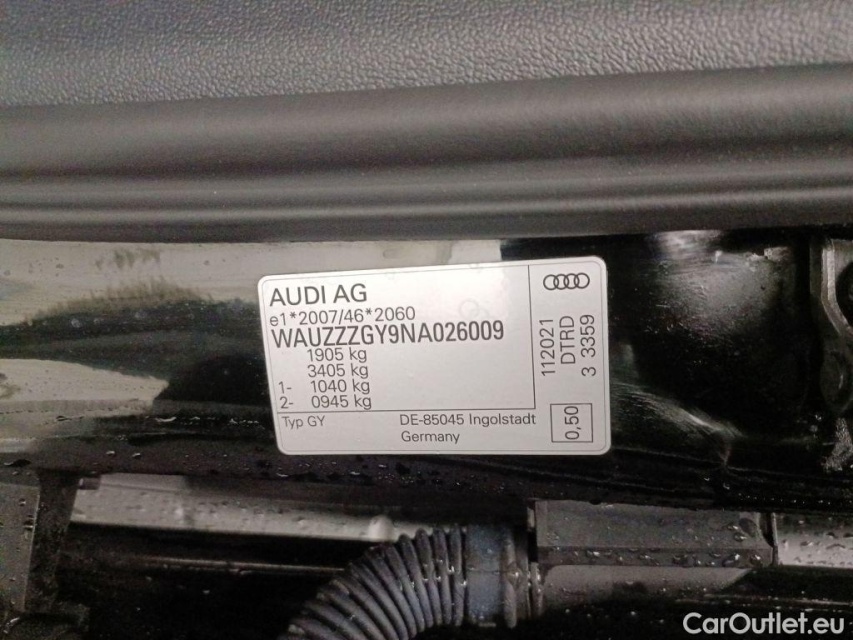 AUDI AG
e1*2007/46*2060
WAUZZZGY9NA026009
1905 kg
3405 kg
1- 1040 kg
2- 0945 kg
Typ GY
DE-85045 Ingolstadt
Germany
112021
DTRD
3 3359
0,50
CarOutlet.eu